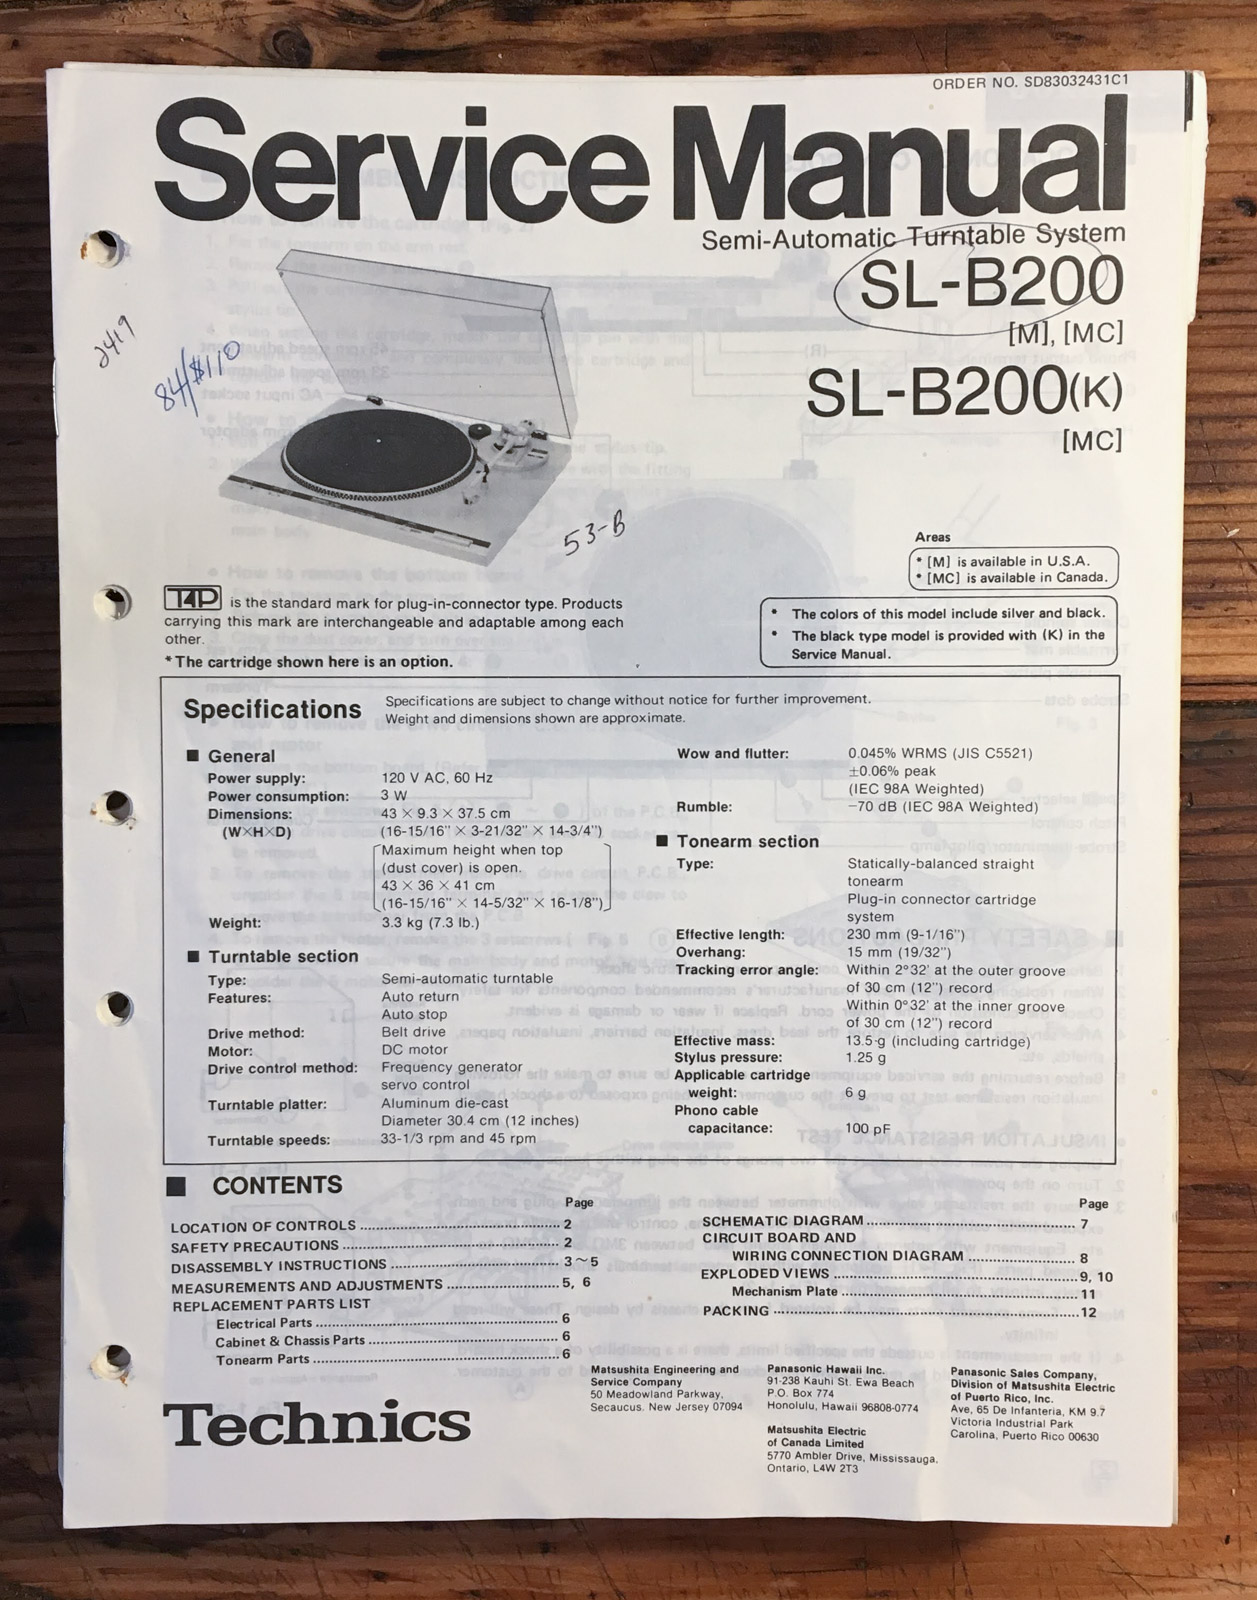 ORDER NO. SD83032431C1
Service Manual
Semi-Automatic Turntable System
SL-B200
[M], [MC]
SL-B200(K)
[MC]
2419
84/$110
53-B
Areas
* [M] is available in U.S.A.
* [MC] is available in Canada.
T4P is the standard mark for plug-in-connector type. Products
carrying this mark are interchangeable and adaptable among each
other.
* The cartridge shown here is an option.
* The colors of this model include silver and black.
* The black type model is provided with (K) in the
Service Manual.
Specifications
Specifications are subject to change without notice for further improvement.
Weight and dimensions shown are approximate.
■ General
Power supply: 120 V AC, 60 Hz
Power consumption: 3 W
Dimensions: 43 × 9.3 × 37.5 cm
(W×H×D) (16-15/16" × 3-21/32" × 14-3/4")
Maximum height when top
(dust cover) is open.
43 × 36 × 41 cm
(16-15/16" × 14-5/32" × 16-1/8")
Weight: 3.3 kg (7.3 lb.)
■ Turntable section
Type: Semi-automatic turntable
Features: Auto return
Auto stop
Drive method: Belt drive
Motor: DC motor
Drive control method: Frequency generator
servo control
Turntable platter: Aluminum die-cast
Diameter 30.4 cm (12 inches)
Turntable speeds: 33-1/3 rpm and 45 rpm
Wow and flutter: 0.045% WRMS (JIS C5521)
±0.06% peak
(IEC 98A Weighted)
Rumble: −70 dB (IEC 98A Weighted)
■ Tonearm section
Type: Statically-balanced straight
tonearm
Plug-in connector cartridge
system
Effective length: 230 mm (9-1/16")
Overhang: 15 mm (19/32")
Tracking error angle: Within 2°32' at the outer groove
of 30 cm (12") record
Within 0°32' at the inner groove
of 30 cm (12") record
Effective mass: 13.5 g (including cartridge)
Stylus pressure: 1.25 g
Applicable cartridge
weight: 6 g
Phono cable
capacitance: 100 pF
■ CONTENTS
Page
LOCATION OF CONTROLS 2
SAFETY PRECAUTIONS 2
DISASSEMBLY INSTRUCTIONS 3~5
MEASUREMENTS AND ADJUSTMENTS 5, 6
REPLACEMENT PARTS LIST
Electrical Parts 6
Cabinet & Chassis Parts 6
Tonearm Parts 6
Page
SCHEMATIC DIAGRAM 7
CIRCUIT BOARD AND
WIRING CONNECTION DIAGRAM 8
EXPLODED VIEWS 9, 10
Mechanism Plate 11
PACKING 12
Technics
Matsushita Engineering and
Service Company
50 Meadowland Parkway,
Secaucus. New Jersey 07094
Panasonic Hawaii Inc.
91-238 Kauhi St. Ewa Beach
P.O. Box 774
Honolulu, Hawaii 96808-0774
Matsushita Electric
of Canada Limited
5770 Ambler Drive, Mississauga,
Ontario, L4W 2T3
Panasonic Sales Company,
Division of Matsushita Electric
of Puerto Rico, Inc.
Ave, 65 De Infanteria, KM 9.7
Victoria Industrial Park
Carolina, Puerto Rico 00630